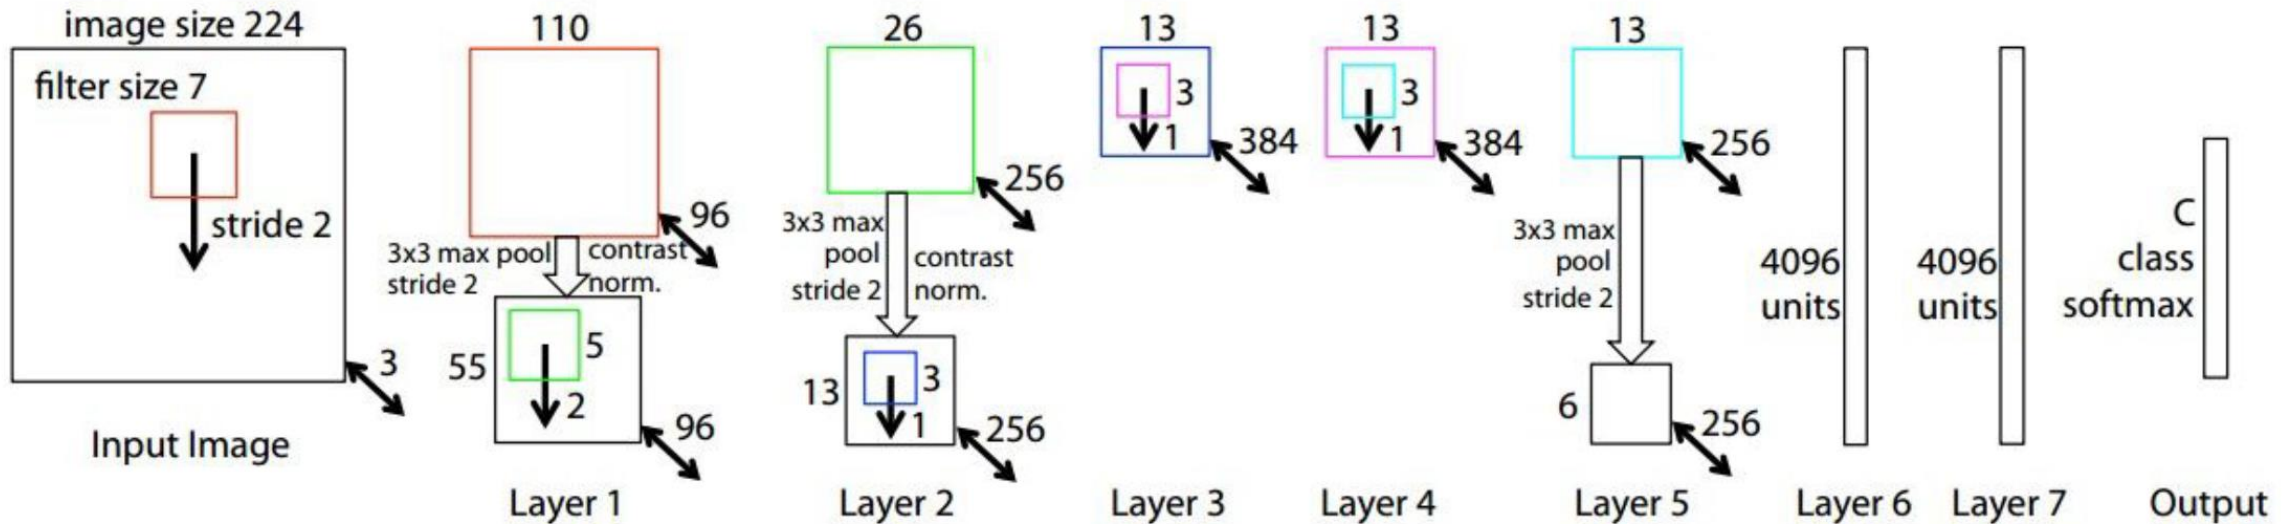 image size 224
filter size 7
stride 2
3
Input Image
110
96
3x3 max pool
stride 2
contrast
norm.
55
5
2
96
Layer 1
26
256
3x3 max
pool
stride 2
contrast
norm.
13
3
1
256
Layer 2
13
3
1
384
Layer 3
13
3
1
384
Layer 4
13
256
3x3 max
pool
stride 2
6
256
Layer 5
4096
units
Layer 6
4096
units
Layer 7
C
class
softmax
Output